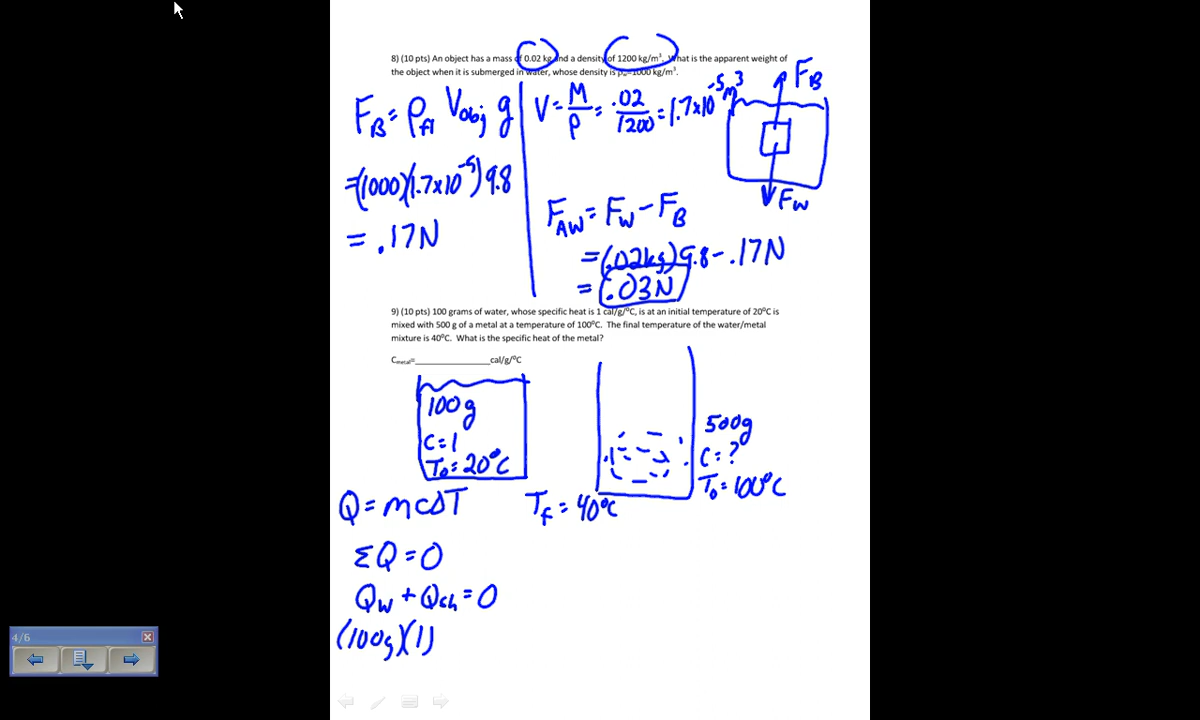 8) (10 pts) An object has a mass of 0.02 kg and a density of 1200 kg/m³. What is the apparent weight of
the object when it is submerged in water, whose density is ρw=1000 kg/m³.
F_B = ρ_fl V_obj g
V = M/ρ = .02/1200 = 1.7x10^-5 m^3
F_B
=(1000)(1.7x10^-5)9.8
= .17N
F_AW = F_W - F_B
F_W
=(.02kg)9.8 - .17N
= .03N
9) (10 pts) 100 grams of water, whose specific heat is 1 cal/g/°C, is at an initial temperature of 20°C is
mixed with 500 g of a metal at a temperature of 100°C. The final temperature of the water/metal
mixture is 40°C. What is the specific heat of the metal?
C_metal=__________________cal/g/°C
100g
C=1
T₀=20°C
500g
C=?
T₀=100°C
Q=mcΔT
T_f=40°C
ΣQ=0
Q_w+Q_ch=0
(100g)(1)
4/6